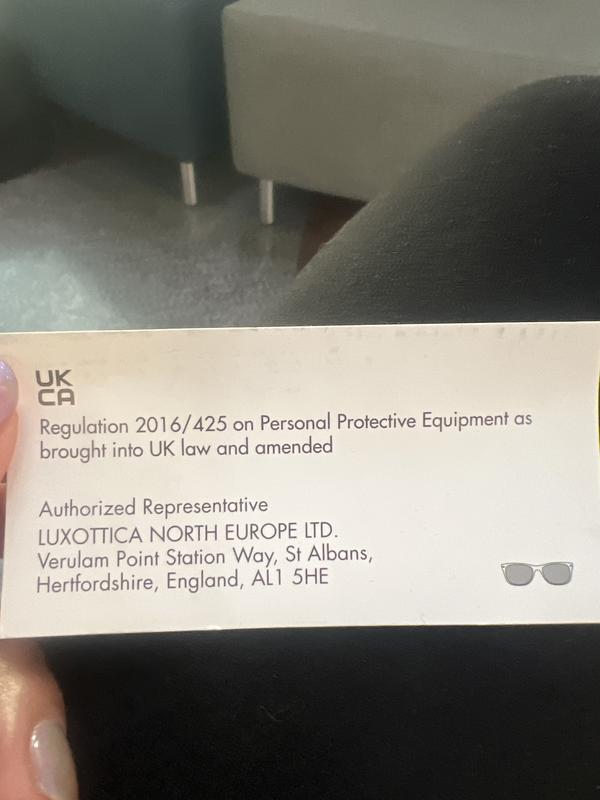 UK
CA
Regulation 2016/425 on Personal Protective Equipment as
brought into UK law and amended
Authorized Representative
LUXOTTICA NORTH EUROPE LTD.
Verulam Point Station Way, St Albans,
Hertfordshire, England, AL1 5HE